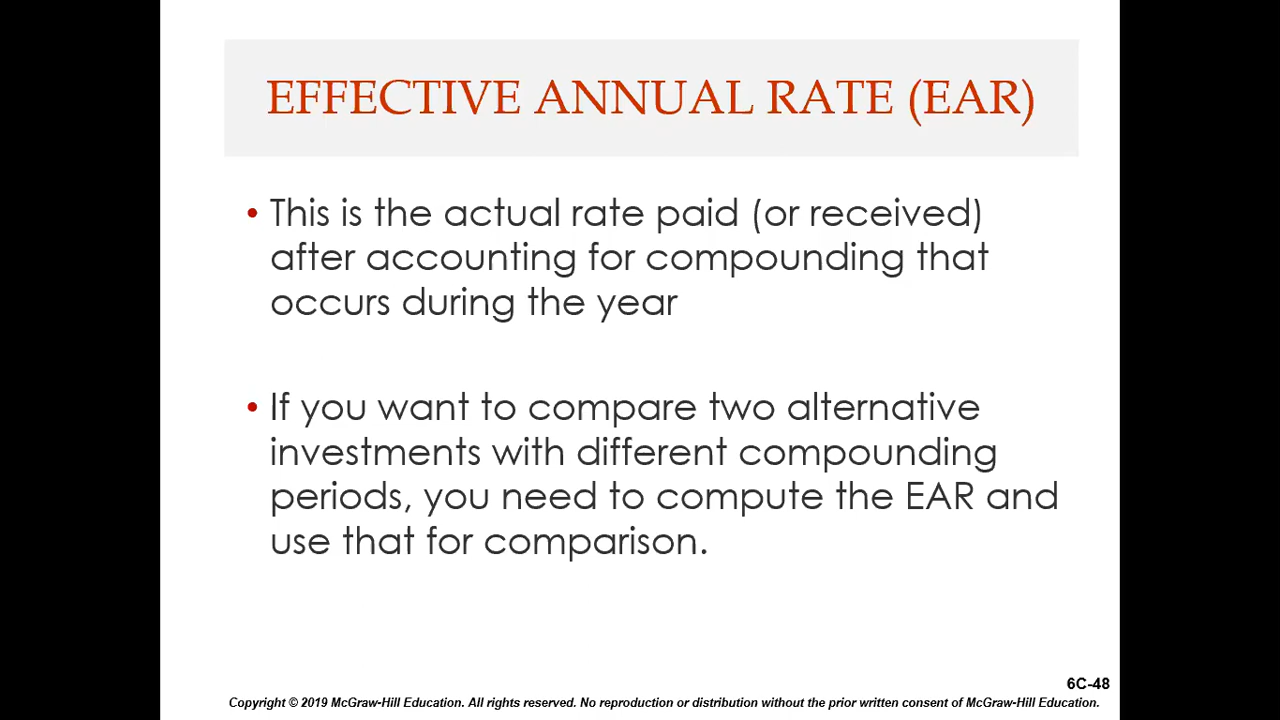 EFFECTIVE ANNUAL RATE (EAR)
• This is the actual rate paid (or received)
after accounting for compounding that
occurs during the year
• If you want to compare two alternative
investments with different compounding
periods, you need to compute the EAR and
use that for comparison.
6C-48
Copyright © 2019 McGraw-Hill Education. All rights reserved. No reproduction or distribution without the prior written consent of McGraw-Hill Education.